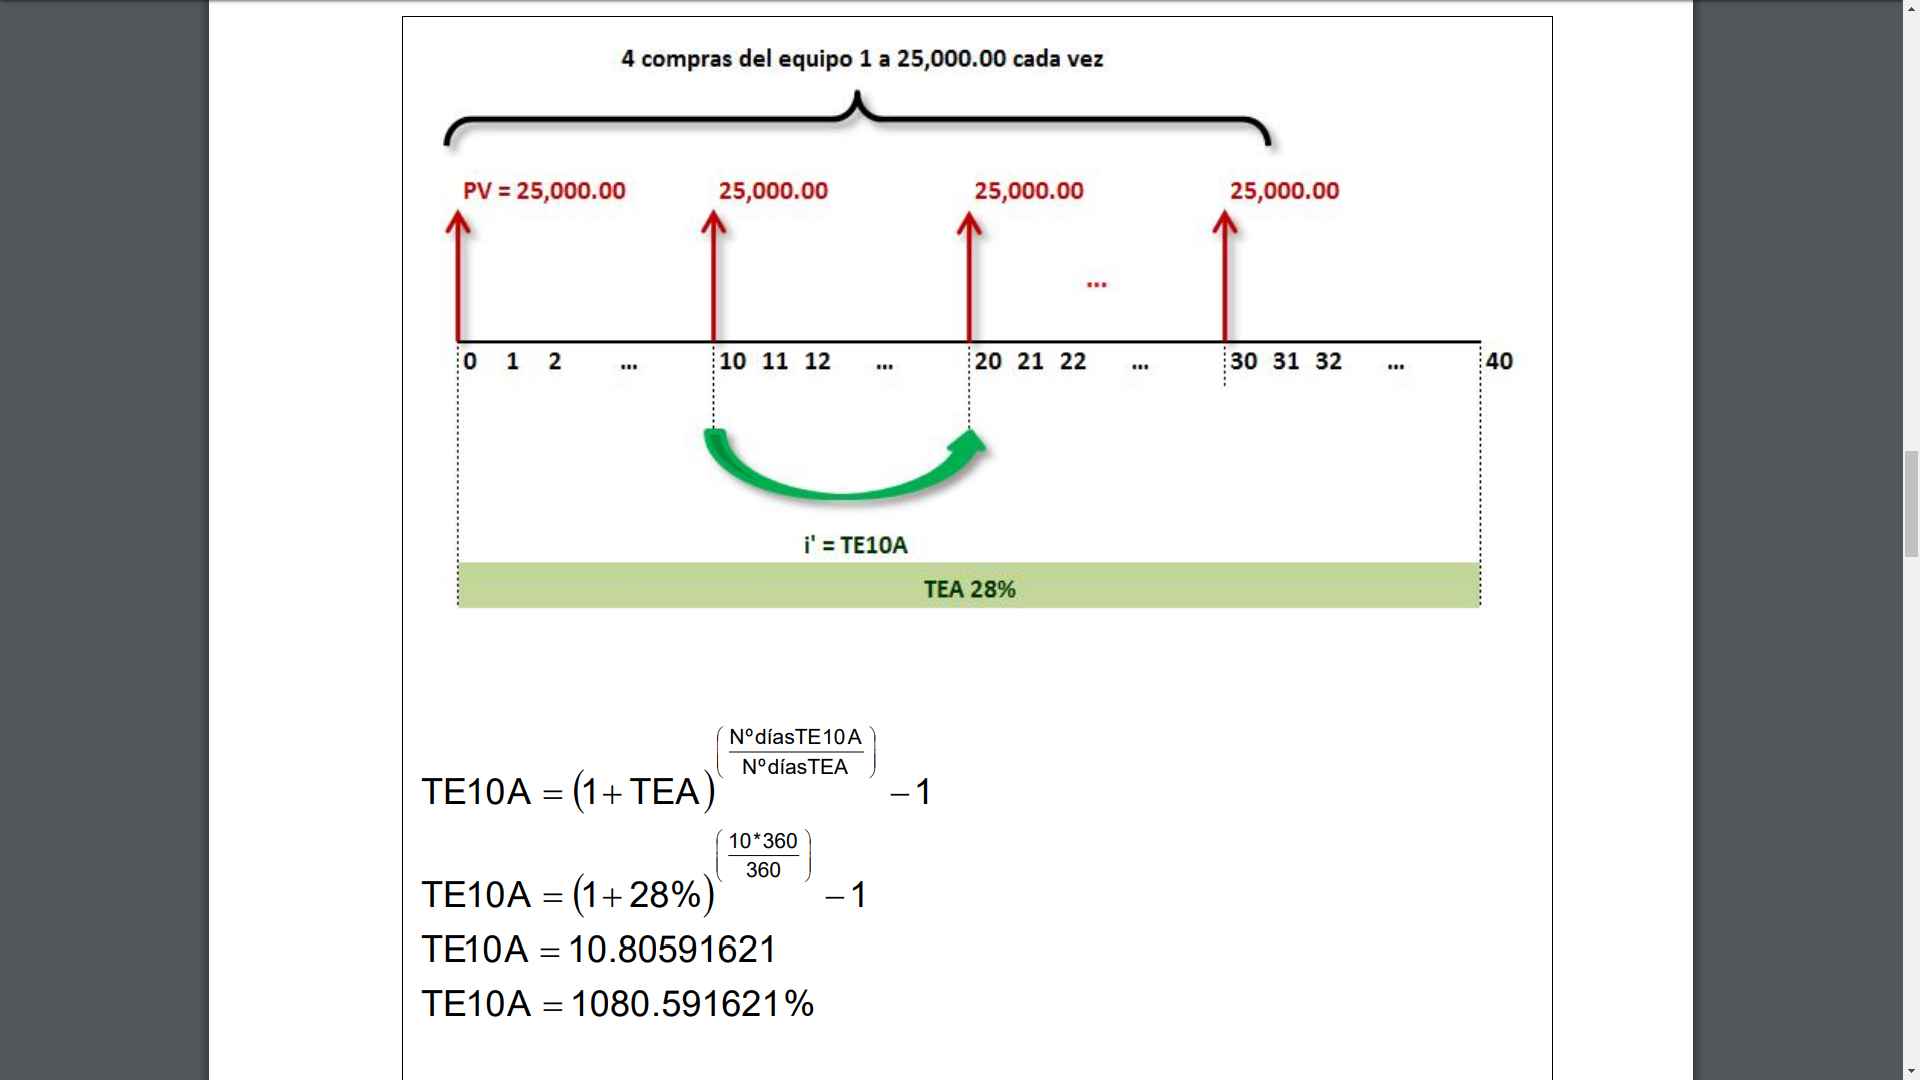 4 compras del equipo 1 a 25,000.00 cada vez
PV = 25,000.00 25,000.00 25,000.00 25,000.00
...
0 1 2 ... 10 11 12 ... 20 21 22 ... 30 31 32 ... 40
i' = TE10A
TEA 28%
TE10A = (1+ TEA)^(NºdíasTE10A/NºdíasTEA) − 1
TE10A = (1+ 28%)^(10*360/360) − 1
TE10A = 10.80591621
TE10A = 1080.591621%